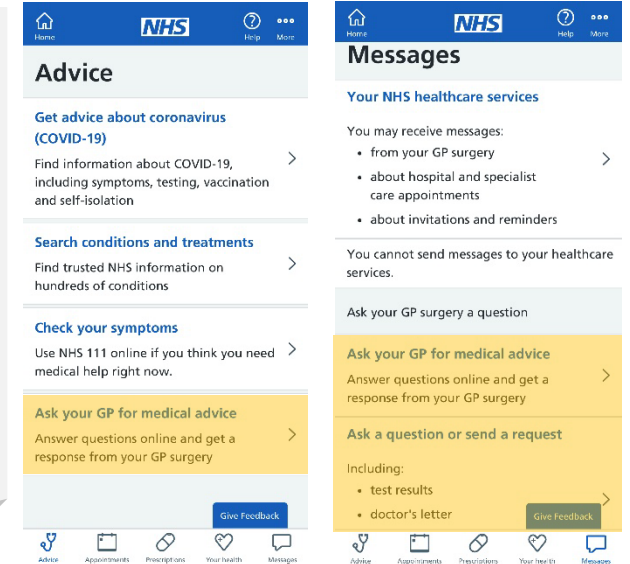 Home
NHS
Help
More
Advice
Get advice about coronavirus
(COVID-19)
Find information about COVID-19,
including symptoms, testing, vaccination
and self-isolation
Search conditions and treatments
Find trusted NHS information on
hundreds of conditions
Check your symptoms
Use NHS 111 online if you think you need
medical help right now.
Ask your GP for medical advice
Answer questions online and get a
response from your GP surgery
Give Feedback
Advice
Appointments
Prescriptions
Your health
Messages
Home
NHS
Help
More
Messages
Your NHS healthcare services
You may receive messages:
• from your GP surgery
• about hospital and specialist
care appointments
• about invitations and reminders
You cannot send messages to your healthcare
services.
Ask your GP surgery a question
Ask your GP for medical advice
Answer questions online and get a
response from your GP surgery
Ask a question or send a request
Including:
• test results
• doctor's letter
Give Feedback
Advice
Appointments
Prescriptions
Your health
Messages